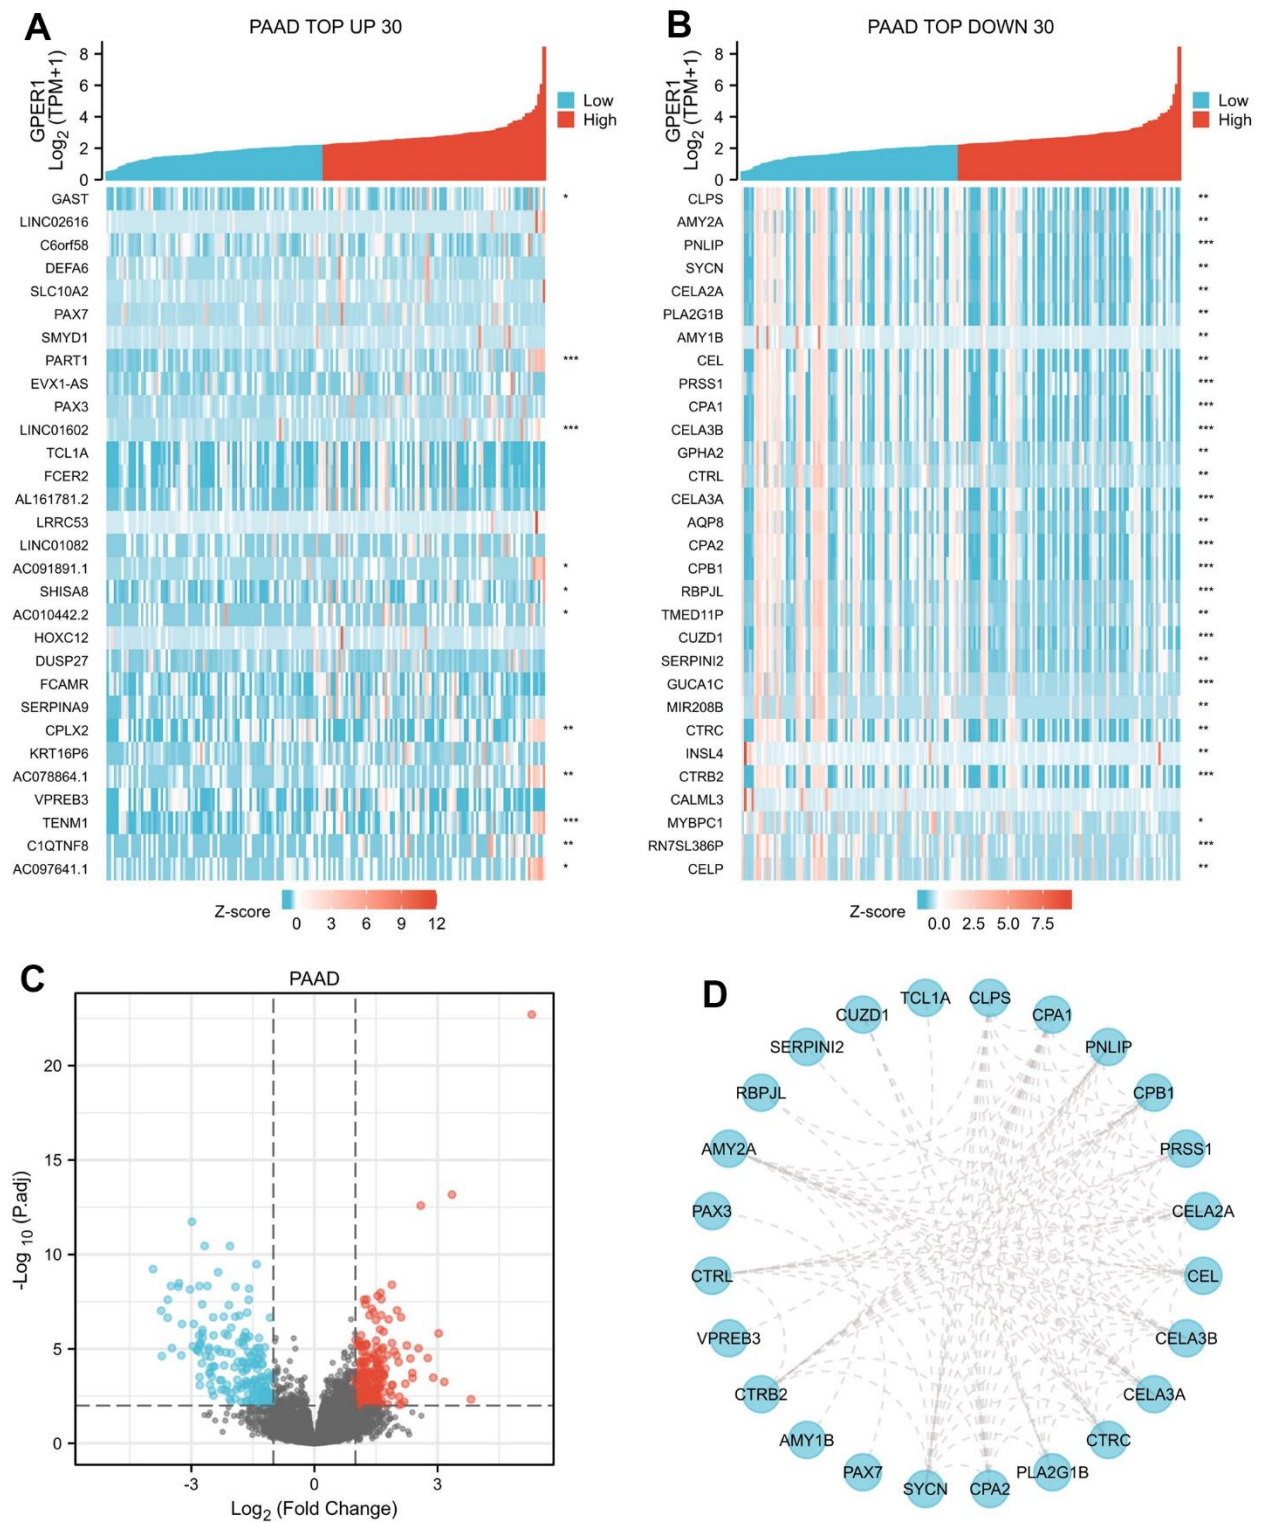 A
PAAD TOP UP 30
GPER1
Log2 (TPM+1)
8
6
4
2
0
Low
High
GAST *
LINC02616
C6orf58
DEFA6
SLC10A2
PAX7
SMYD1
PART1 ***
EVX1-AS
PAX3
LINC01602 ***
TCL1A
FCER2
AL161781.2
LRRC53
LINC01082
AC091891.1 *
SHISA8 *
AC010442.2 *
HOXC12
DUSP27
FCAMR
SERPINA9
CPLX2 **
KRT16P6
AC078864.1 **
VPREB3
TENM1 ***
C1QTNF8 **
AC097641.1 *
Z-score
0 3 6 9 12
B
PAAD TOP DOWN 30
GPER1
Log2 (TPM+1)
8
6
4
2
0
Low
High
CLPS **
AMY2A **
PNLIP ***
SYCN **
CELA2A **
PLA2G1B **
AMY1B **
CEL **
PRSS1 ***
CPA1 ***
CELA3B ***
GPHA2 **
CTRL **
CELA3A ***
AQP8 **
CPA2 ***
CPB1 ***
RBPJL ***
TMED11P **
CUZD1 ***
SERPINI2 **
GUCA1C ***
MIR208B **
CTRC **
INSL4 **
CTRB2 ***
CALML3
MYBPC1 *
RN7SL386P ***
CELP **
Z-score
0.0 2.5 5.0 7.5
C
PAAD
-Log 10 (P.adj)
20
15
10
5
0
-3 0 3
Log2 (Fold Change)
D
TCL1A
CLPS
CUZD1
CPA1
SERPINI2
PNLIP
RBPJL
CPB1
AMY2A
PRSS1
PAX3
CELA2A
CTRL
CEL
VPREB3
CELA3B
CTRB2
CELA3A
AMY1B
CTRC
PAX7
PLA2G1B
SYCN
CPA2